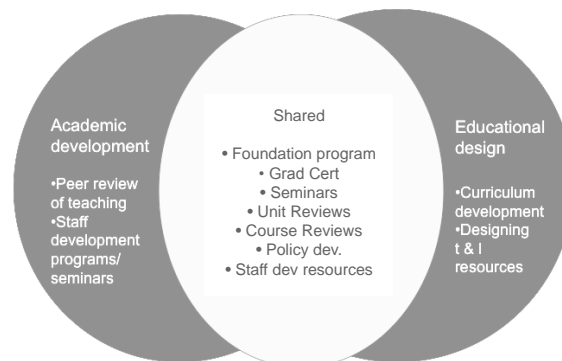 Academic
development
•Peer review
of teaching
•Staff
development
programs/
seminars
Shared
• Foundation program
• Grad Cert
• Seminars
• Unit Reviews
• Course Reviews
• Policy dev.
• Staff dev resources
Educational
design
•Curriculum
development
•Designing
t & l
resources